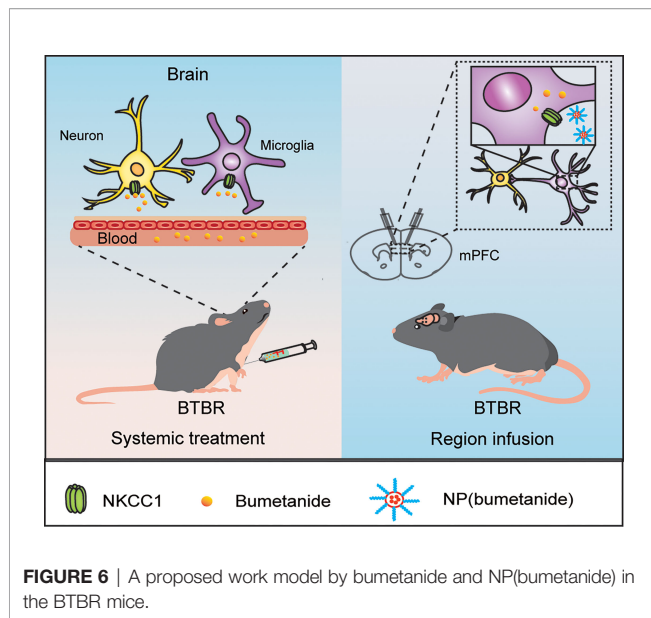 Brain
Neuron
Microglia
Blood
BTBR
Systemic treatment
mPFC
BTBR
Region infusion
NKCC1
Bumetanide
NP(bumetanide)
FIGURE 6 | A proposed work model by bumetanide and NP(bumetanide) in
the BTBR mice.